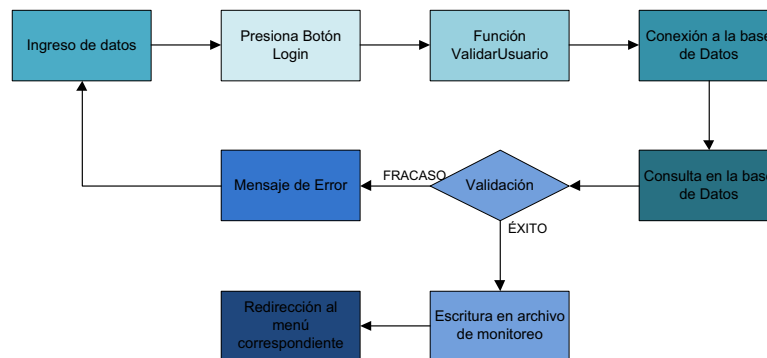 Ingreso de datos
Presiona Botón
Login
Función
ValidarUsuario
Conexión a la base
de Datos
Mensaje de Error
FRACASO
Validación
Consulta en la base
de Datos
ÉXITO
Redirección al
menú
correspondiente
Escritura en archivo
de monitoreo